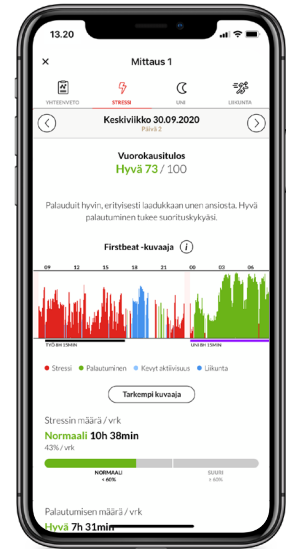 13.20
Mittaus 1
YHTEENVETO STRESSI UNI LIIKUNTA
Keskiviikko 30.09.2020
Päivä 2
Vuorokausitulos
Hyvä 73 / 100
Palauduit hyvin, erityisesti laadukkaan unen ansiosta. Hyvä
palautuminen tukee suorituskykyäsi.
Firstbeat -kuvaaja i
09 12 15 18 21 00 03 06
TYÖ 8H 15MIN UNI 8H 15MIN
Stressi Palautuminen Kevyt aktiivisuus Liikunta
Tarkempi kuvaaja
Stressin määrä / vrk
Normaali 10h 38min
43% / vrk
NORMAALI SUURI
< 60% ≥ 60%
Palautumisen määrä / vrk
Hyvä 7h 31min